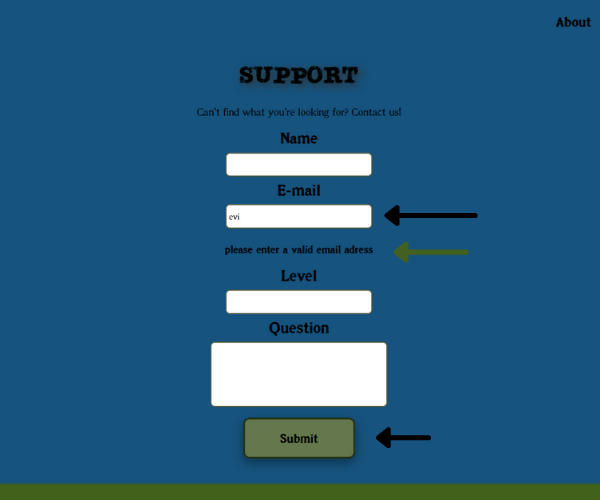 About
SUPPORT
Can't find what you're looking for? Contact us!
Name
E-mail
evi
please enter a valid email adress
Level
Question
Submit